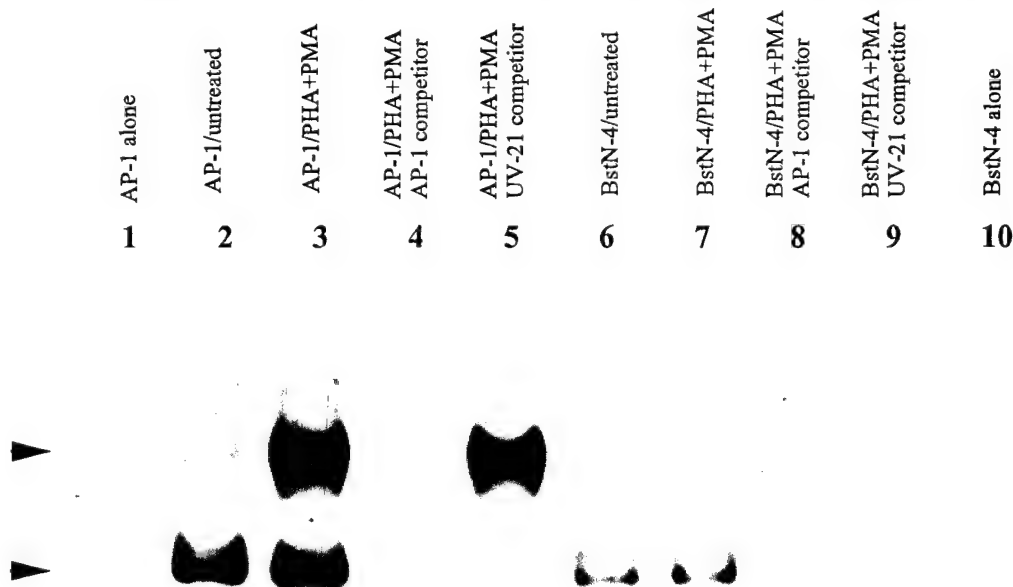 AP-1 alone
AP-1/untreated
AP-1/PHA+PMA
AP-1/PHA+PMA
AP-1 competitor
AP-1/PHA+PMA
UV-21 competitor
BstN-4/untreated
BstN-4/PHA+PMA
BstN-4/PHA+PMA
AP-1 competitor
BstN-4/PHA+PMA
UV-21 competitor
BstN-4 alone
1 2 3 4 5 6 7 8 9 10